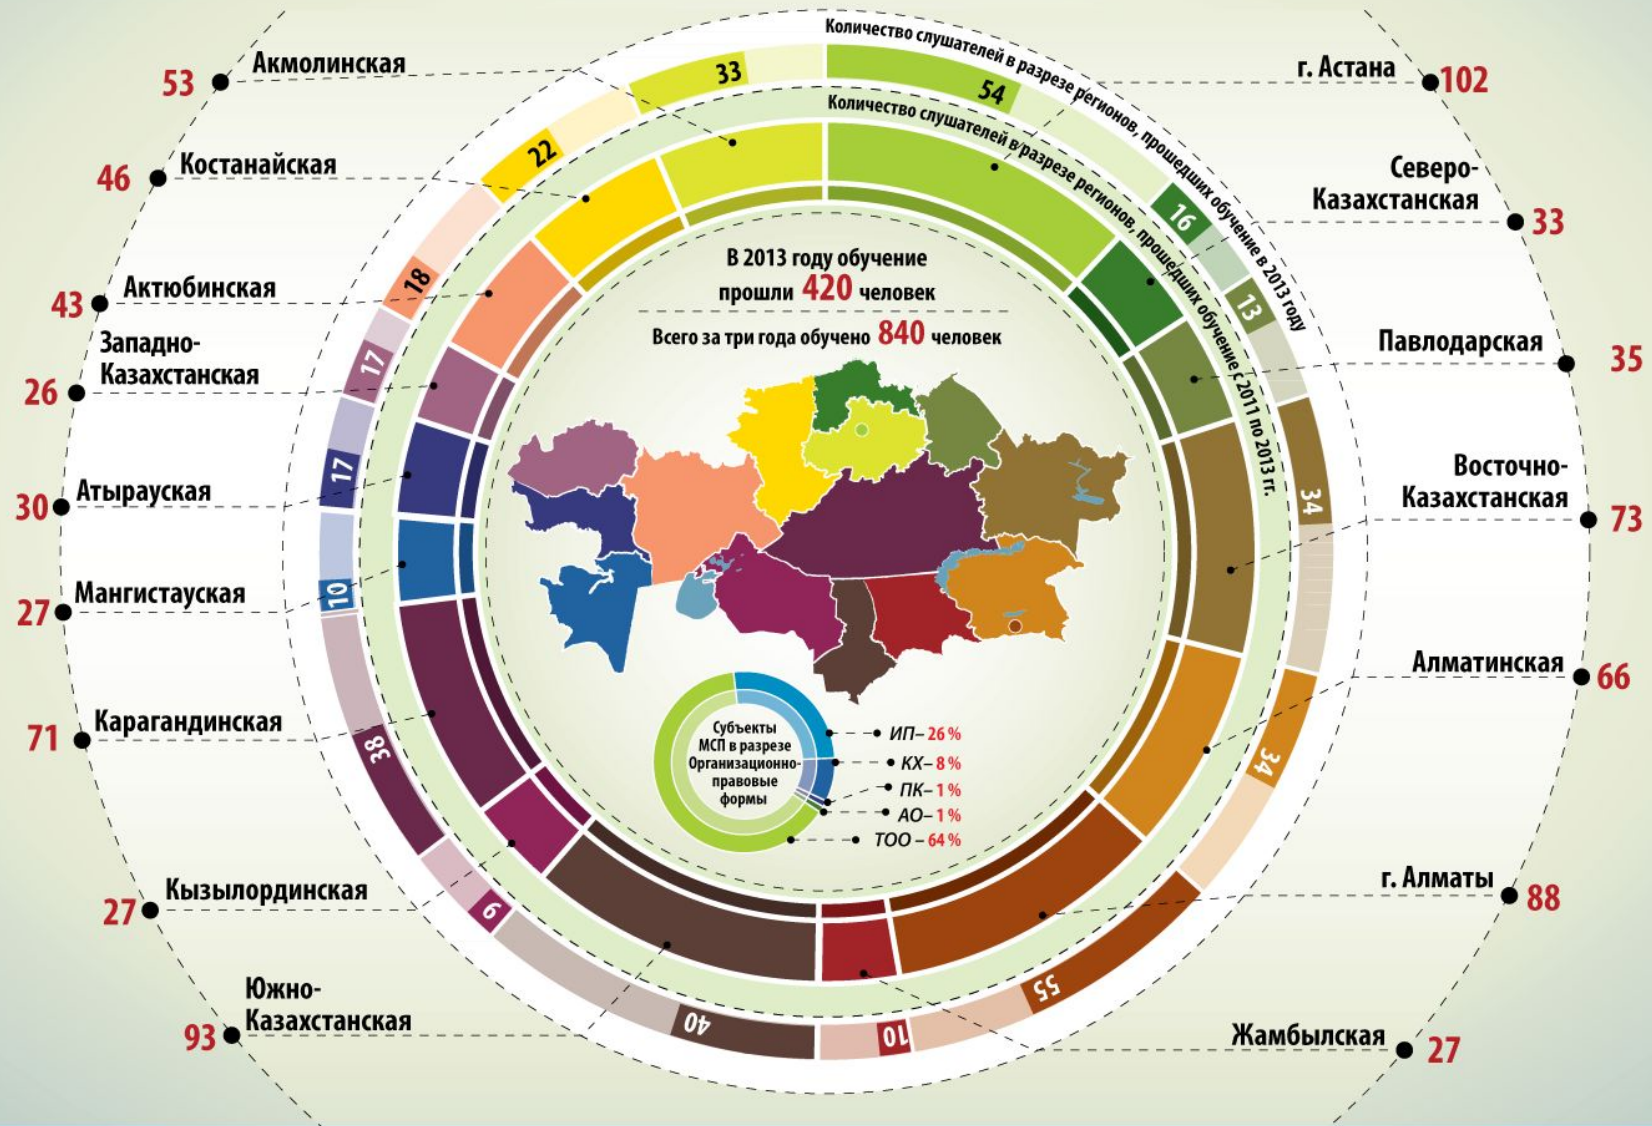 Количество слушателей в разрезе регионов, прошедших обучение в 2013 году
Количество слушателей в разрезе регионов, прошедших обучение с 2011 по 2013 гг.
Акмолинская
53
Костанайская
46
Актюбинская
43
Западно-
Казахстанская
26
Атырауская
30
Мангистауская
27
Карагандинская
71
Кызылординская
27
Южно-
Казахстанская
93
г. Астана
102
Северо-
Казахстанская
33
Павлодарская
35
Восточно-
Казахстанская
73
Алматинская
66
г. Алматы
88
Жамбылская
27
54
16
13
34
34
55
10
40
9
38
10
17
17
18
22
33
В 2013 году обучение
прошли 420 человек
Всего за три года обучено 840 человек
Субъекты
МСП в разрезе
Организационно-
правовые
формы
ИП– 26 %
КХ– 8 %
ПК– 1 %
АО– 1 %
ТОО – 64 %